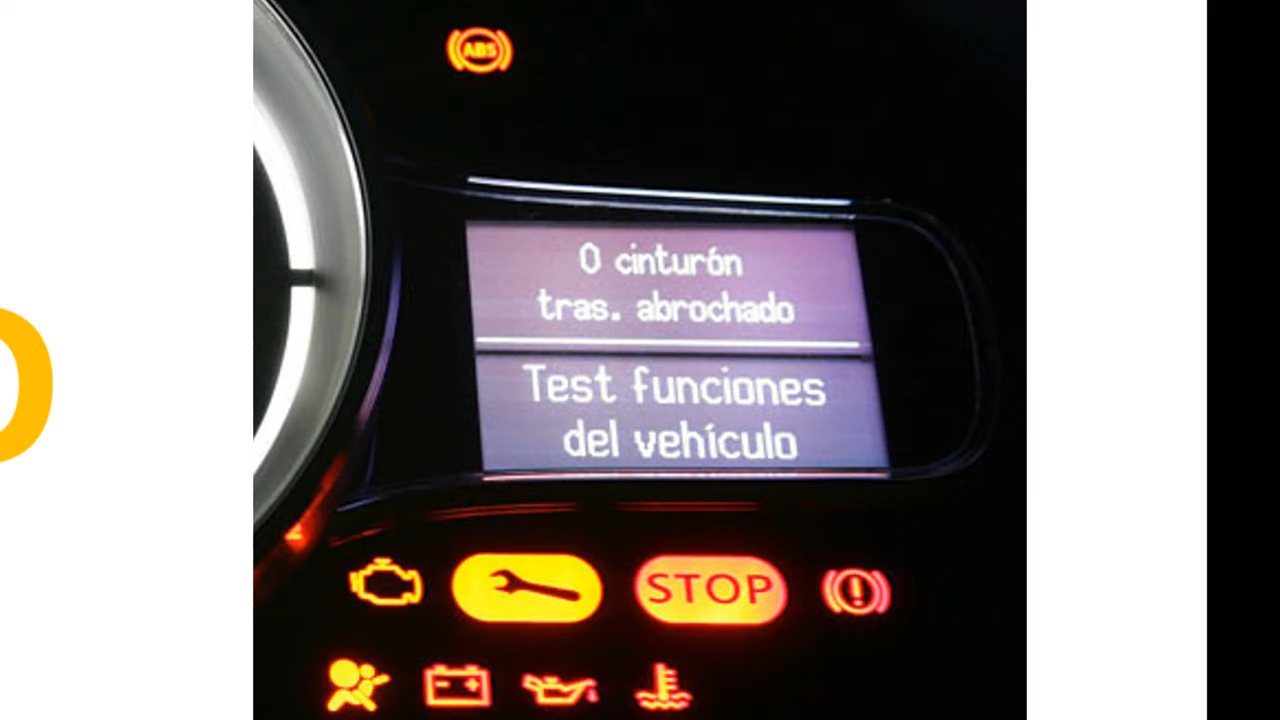 ABS
0 cinturón
tras. abrochado
Test funciones
del vehículo
STOP